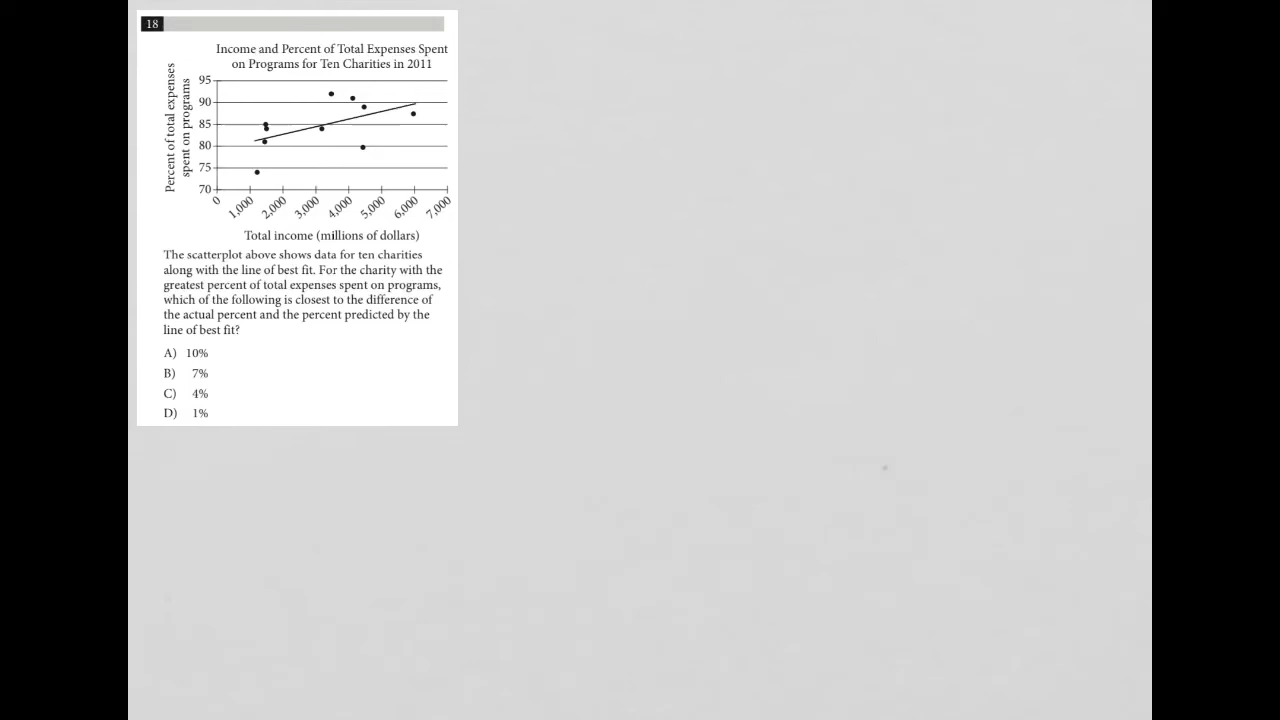 18
Income and Percent of Total Expenses Spent
on Programs for Ten Charities in 2011
Percent of total expenses
spent on programs
95
90
85
80
75
70
0
1,000
2,000
3,000
4,000
5,000
6,000
7,000
Total income (millions of dollars)
The scatterplot above shows data for ten charities
along with the line of best fit. For the charity with the
greatest percent of total expenses spent on programs,
which of the following is closest to the difference of
the actual percent and the percent predicted by the
line of best fit?
A) 10%
B) 7%
C) 4%
D) 1%